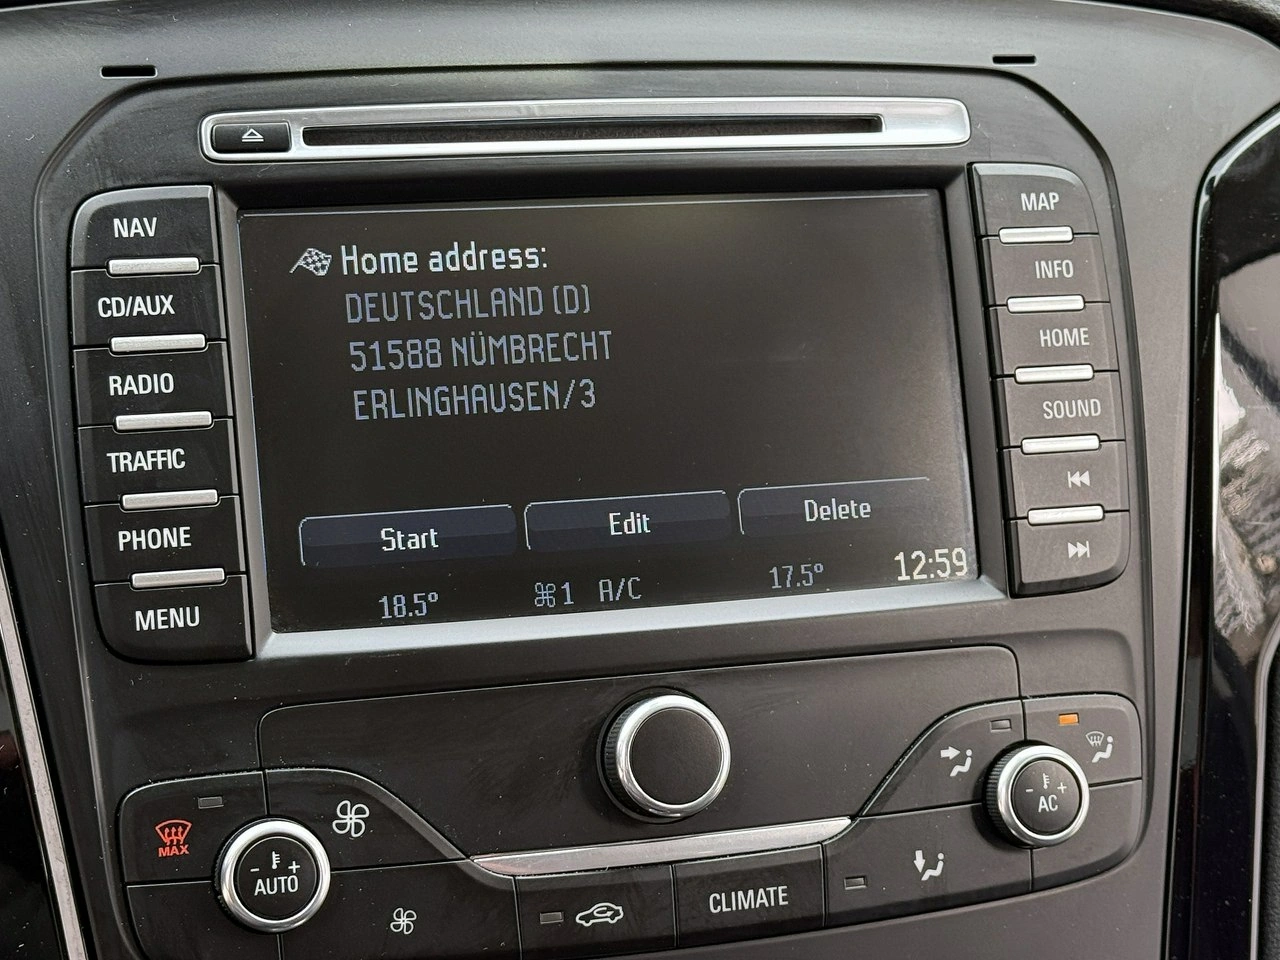 NAV
CD/AUX
RADIO
TRAFFIC
PHONE
MENU
Home address:
DEUTSCHLAND (D)
51588 NÜMBRECHT
ERLINGHAUSEN/3
Start Edit Delete
18.5° 1 A/C 17.5° 12:59
MAP
INFO
HOME
SOUND
MAX
- +
AUTO
CLIMATE
- +
AC